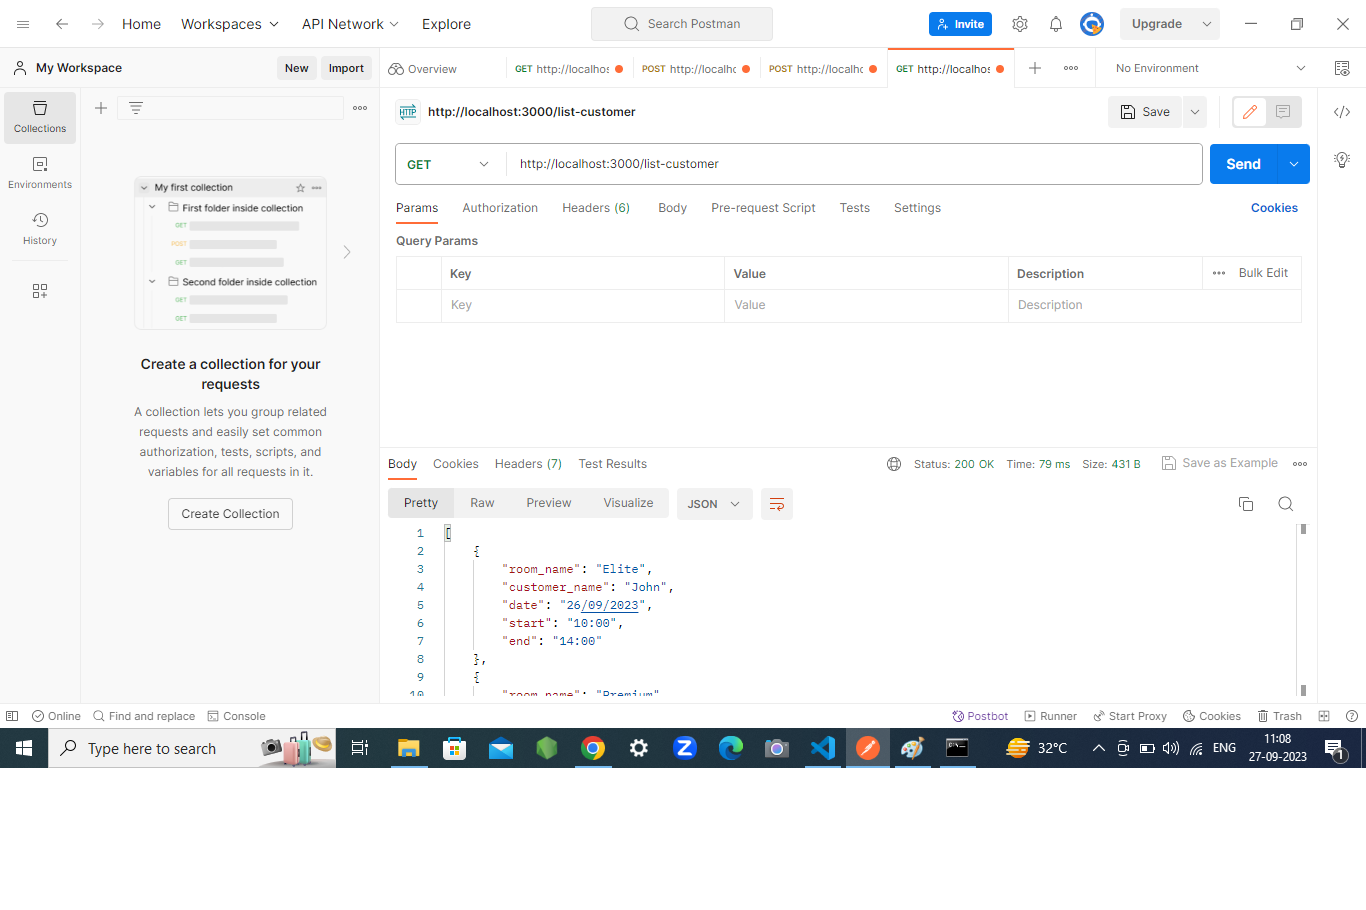 Home Workspaces API Network Explore Search Postman Invite Upgrade
My Workspace New Import Overview GET http://localhos POST http://localhc POST http://localhc GET http://localhos No Environment
Collections
Environments
History
My first collection
First folder inside collection
GET
POST
GET
Second folder inside collection
GET
GET
Create a collection for your
requests
A collection lets you group related
requests and easily set common
authorization, tests, scripts, and
variables for all requests in it.
Create Collection
HTTP http://localhost:3000/list-customer Save
GET http://localhost:3000/list-customer Send
Params Authorization Headers (6) Body Pre-request Script Tests Settings Cookies
Query Params
Key Value Description Bulk Edit
Key Value Description
Body Cookies Headers (7) Test Results Status: 200 OK Time: 79 ms Size: 431 B Save as Example
Pretty Raw Preview Visualize JSON
1 [
2 {
3 "room_name": "Elite",
4 "customer_name": "John",
5 "date": "26/09/2023",
6 "start": "10:00",
7 "end": "14:00"
8 },
9 {
10 "room_name": "Premium"
Online Find and replace Console Postbot Runner Start Proxy Cookies Trash
Type here to search 32°C ENG 11:08
27-09-2023
1